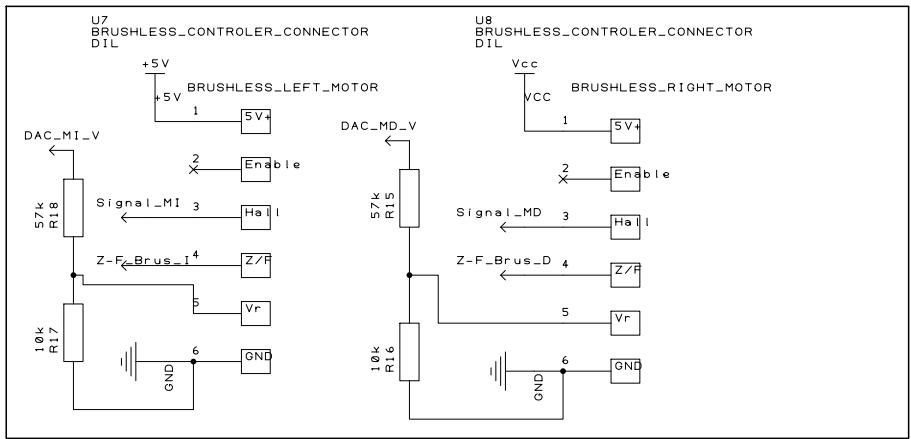 U7
BRUSHLESS_CONTROLER_CONNECTOR
DIL
+5V
+5V
BRUSHLESS_LEFT_MOTOR
1
5V+
DAC_MI_V
2
Enable
57k
R18
Signal_MI
3
Hall
Z-F_Brus_I
4
Z/F
5
Vr
10k
R17
6
GND
GND
U8
BRUSHLESS_CONTROLER_CONNECTOR
DIL
Vcc
VCC
BRUSHLESS_RIGHT_MOTOR
1
5V+
DAC_MD_V
2
Enable
57k
R15
Signal_MD
3
Hall
Z-F_Brus_D
4
Z/F
5
Vr
10k
R16
6
GND
GND